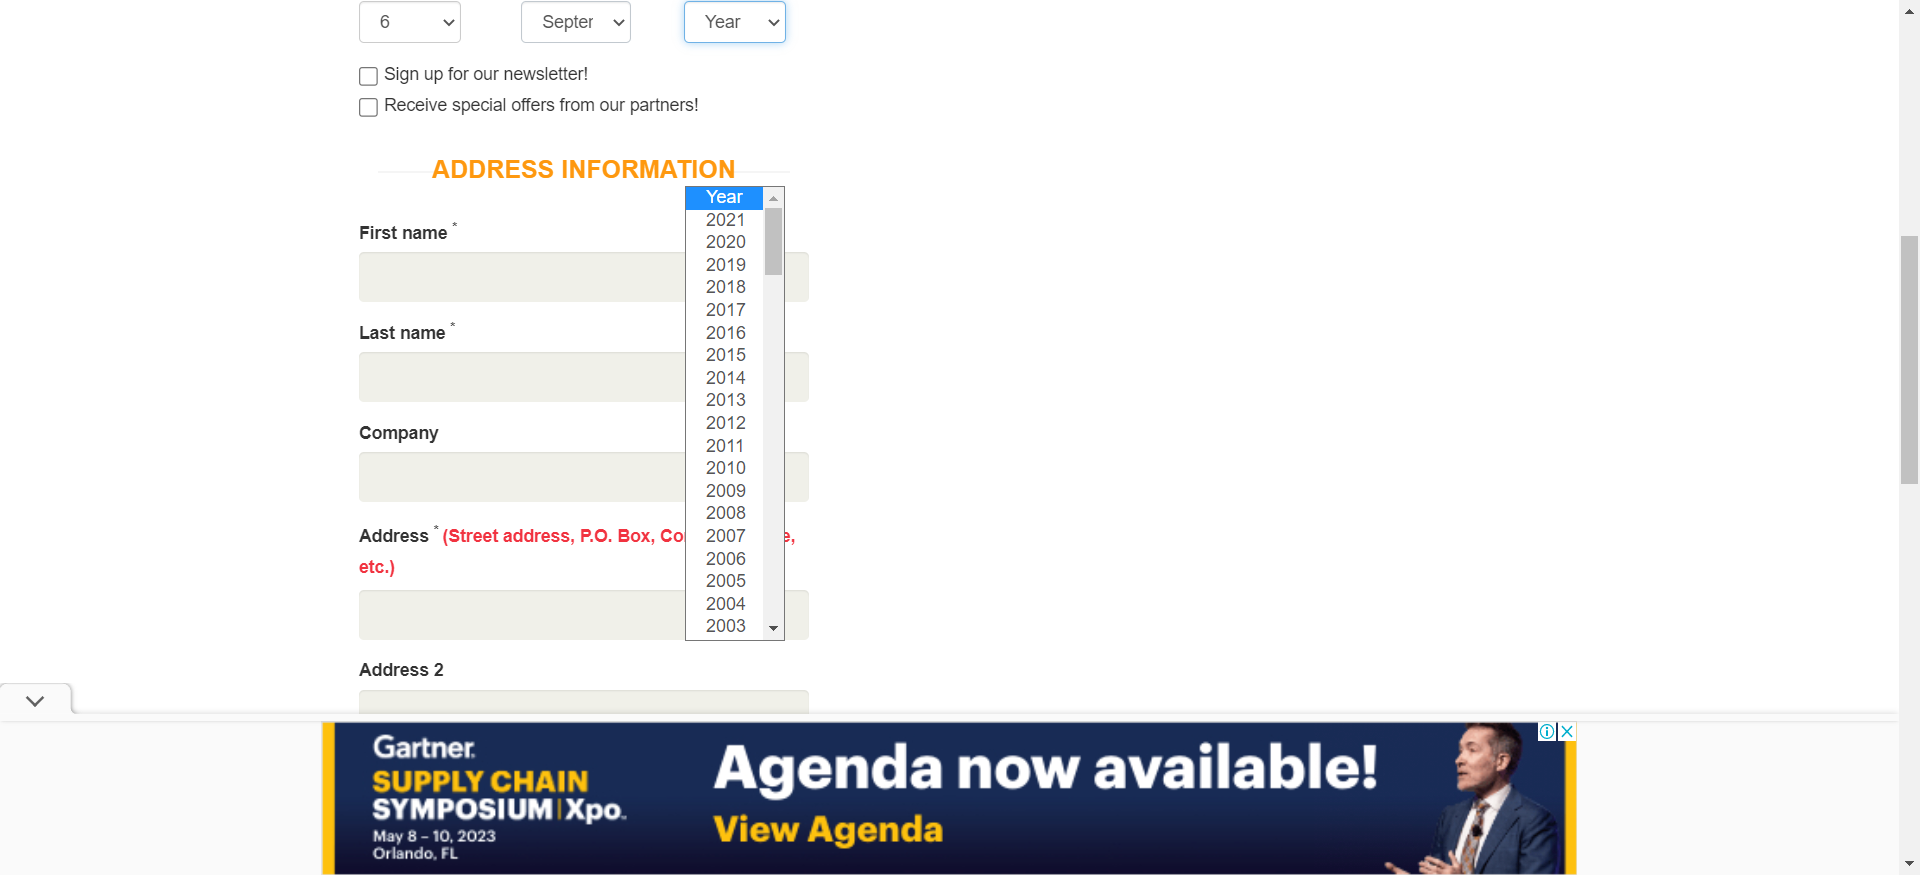 6
Septer
Year
Sign up for our newsletter!
Receive special offers from our partners!
ADDRESS INFORMATION
Year
2021
2020
2019
2018
2017
2016
2015
2014
2013
2012
2011
2010
2009
2008
2007
2006
2005
2004
2003
First name *
Last name *
Company
Address * (Street address, P.O. Box, Co e,
etc.)
Address 2
Gartner.
SUPPLY CHAIN
SYMPOSIUM | Xpo.
May 8 – 10, 2023
Orlando, FL
Agenda now available!
View Agenda